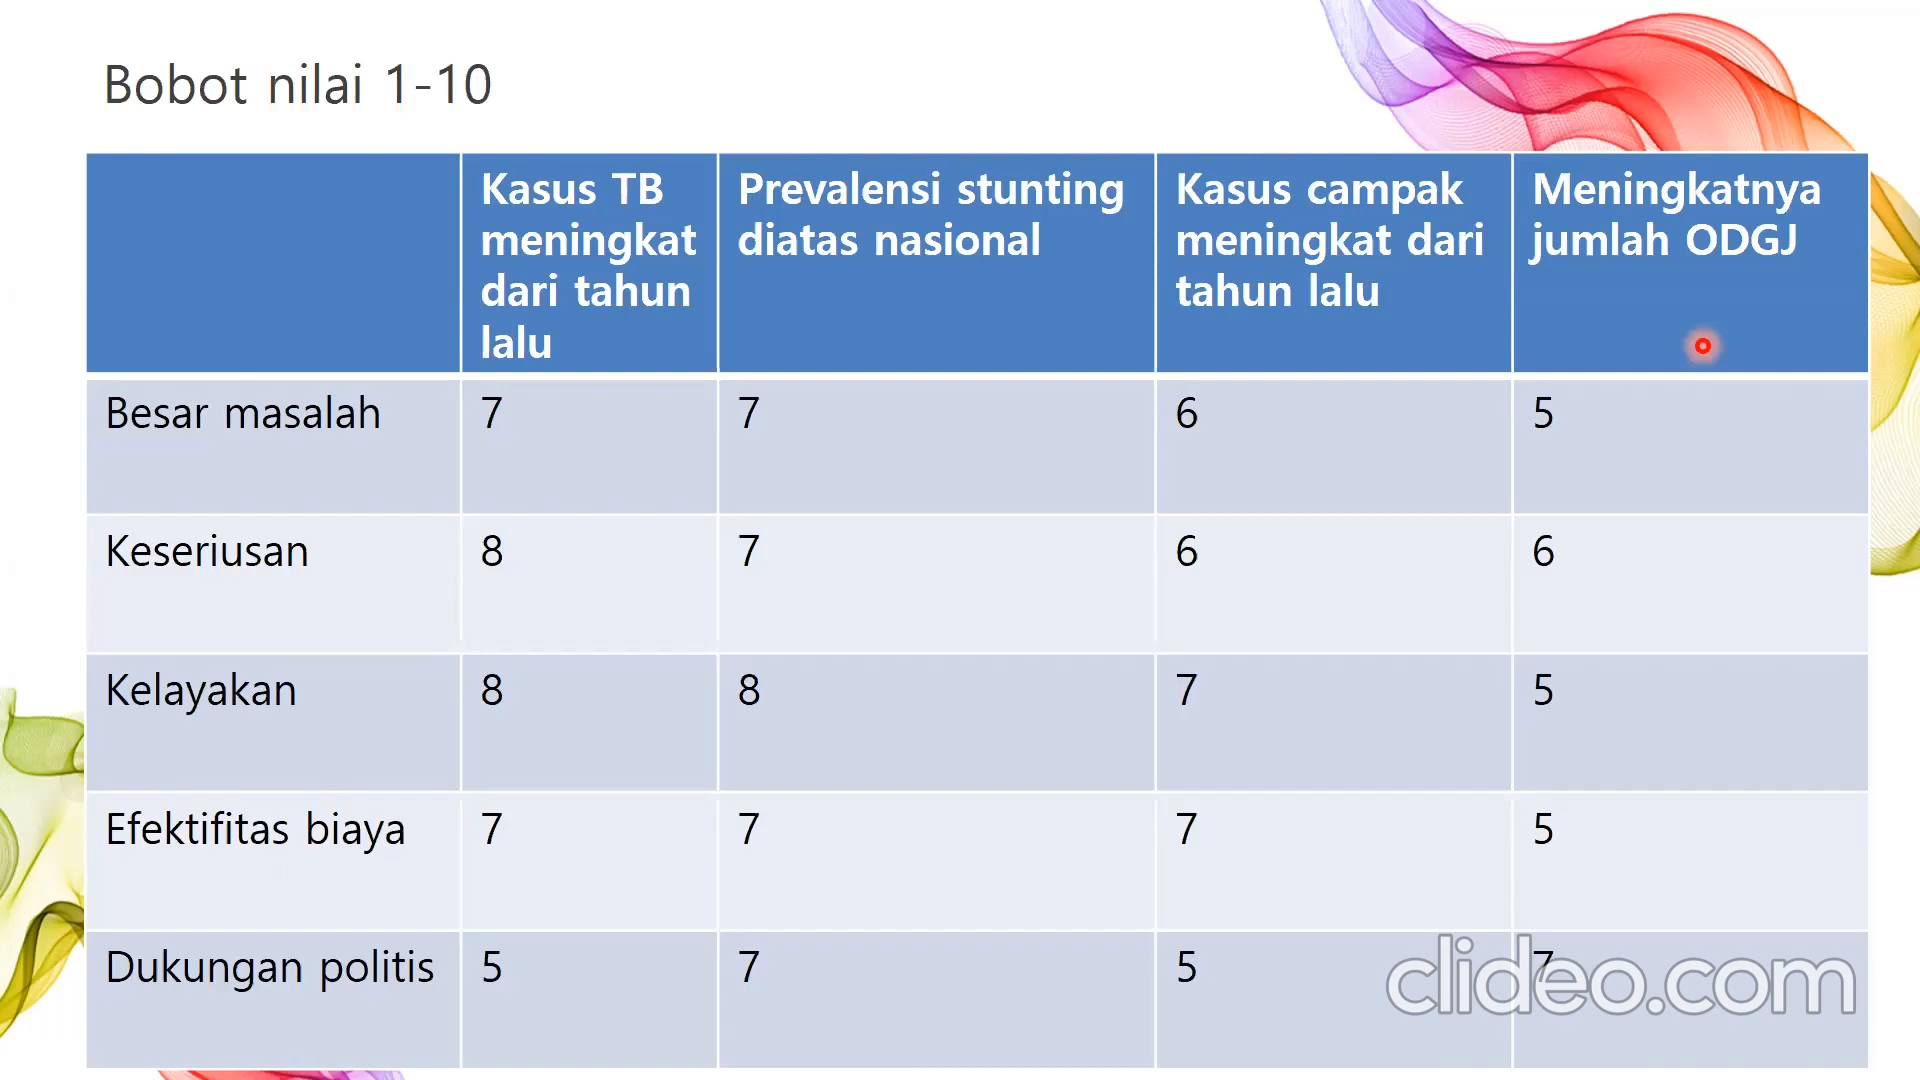 Bobot nilai 1-10
Kasus TB
meningkat
dari tahun
lalu
Prevalensi stunting
diatas nasional
Kasus campak
meningkat dari
tahun lalu
Meningkatnya
jumlah ODGJ
Besar masalah 7 7 6 5
Keseriusan 8 7 6 6
Kelayakan 8 8 7 5
Efektifitas biaya 7 7 7 5
Dukungan politis 5 7 5 7
clideo.com